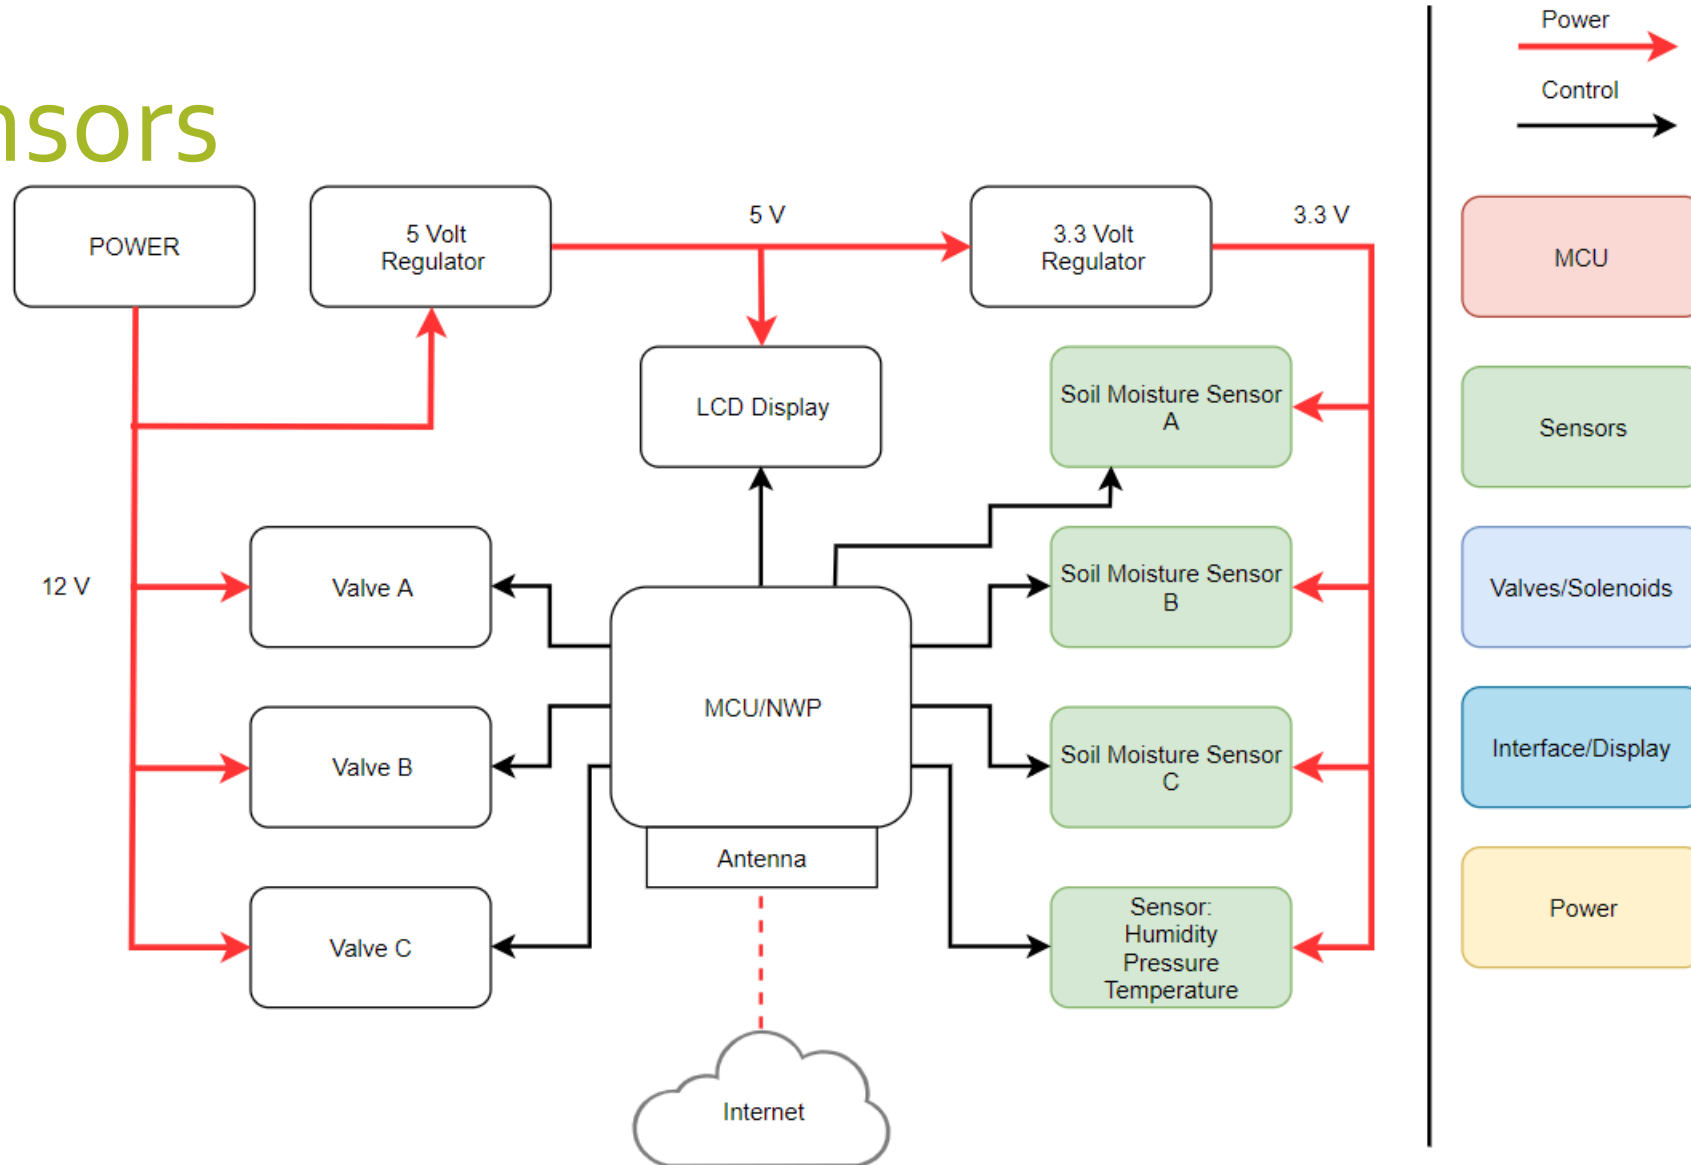 nsors
POWER
5 Volt
Regulator
5 V
3.3 Volt
Regulator
3.3 V
LCD Display
Soil Moisture Sensor
A
12 V
Valve A
Soil Moisture Sensor
B
MCU/NWP
Valve B
Soil Moisture Sensor
C
Antenna
Valve C
Sensor:
Humidity
Pressure
Temperature
Internet
Power
Control
MCU
Sensors
Valves/Solenoids
Interface/Display
Power